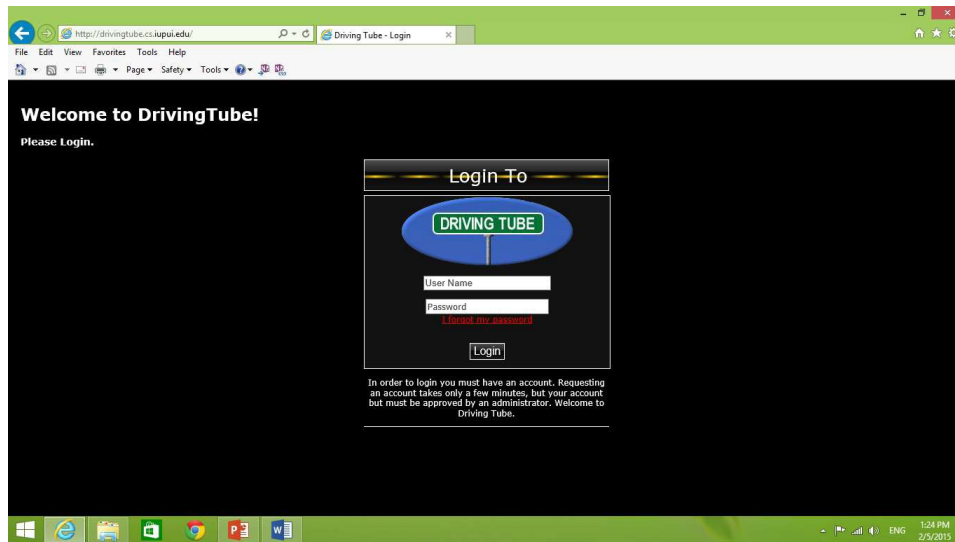 http://drivingtube.cs.iupui.edu/
Driving Tube - Login
File Edit View Favorites Tools Help
Page Safety Tools
Welcome to DrivingTube!
Please Login.
Login To
DRIVING TUBE
User Name
Password
I forgot my password
Login
In order to login you must have an account. Requesting
an account takes only a few minutes, but your account
but must be approved by an administrator. Welcome to
Driving Tube.
ENG
1:24 PM
2/5/2015